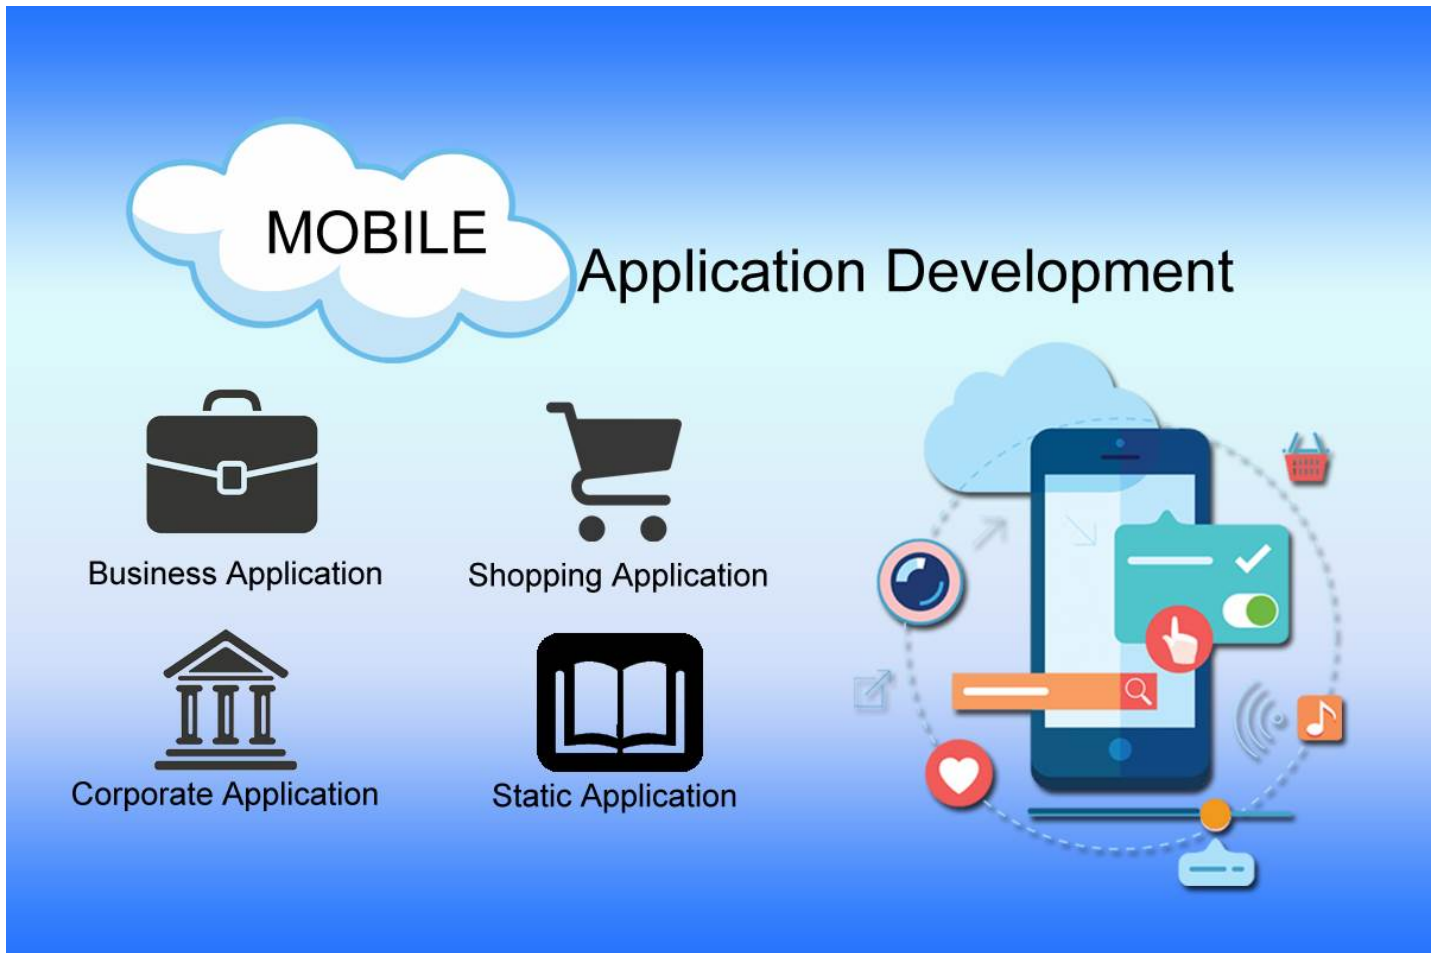 MOBILE
Application Development
Business Application
Shopping Application
Corporate Application
Static Application